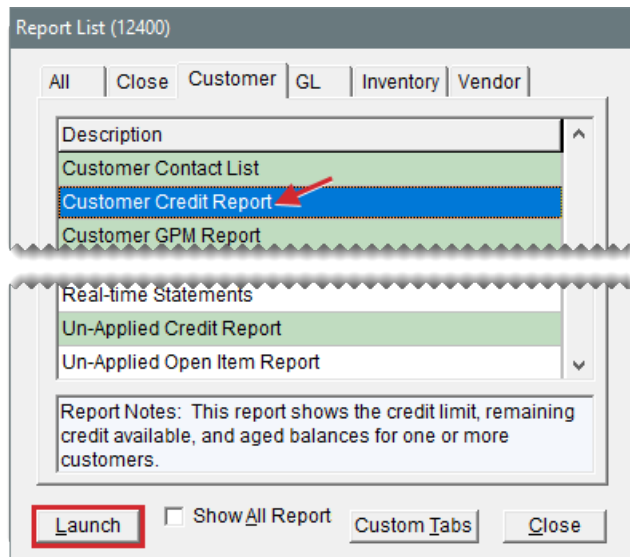 Report List (12400)
All Close Customer GL Inventory Vendor
Description
Customer Contact List
Customer Credit Report
Customer GPM Report
Real-time Statements
Un-Applied Credit Report
Un-Applied Open Item Report
Report Notes: This report shows the credit limit, remaining
credit available, and aged balances for one or more
customers.
Launch Show All Report Custom Tabs Close